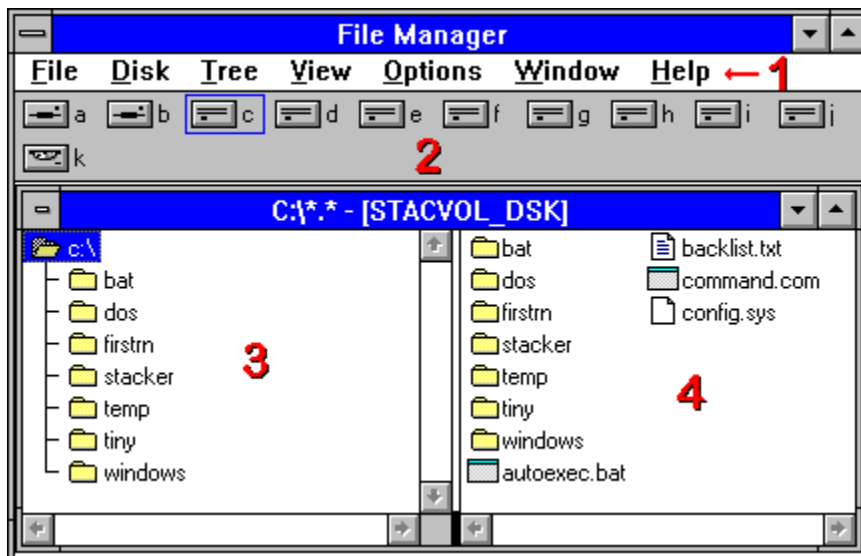 File Manager
File Disk Tree View Options Window Help ← 1
a b c d e f g h i j
k 2
C:\*.* - [STACVOL_DSK]
c:\
bat
dos
firstrn
stacker
temp
tiny
windows
3
bat
dos
firstrn
stacker
temp
tiny
windows
autoexec.bat
backlist.txt
command.com
config.sys
4